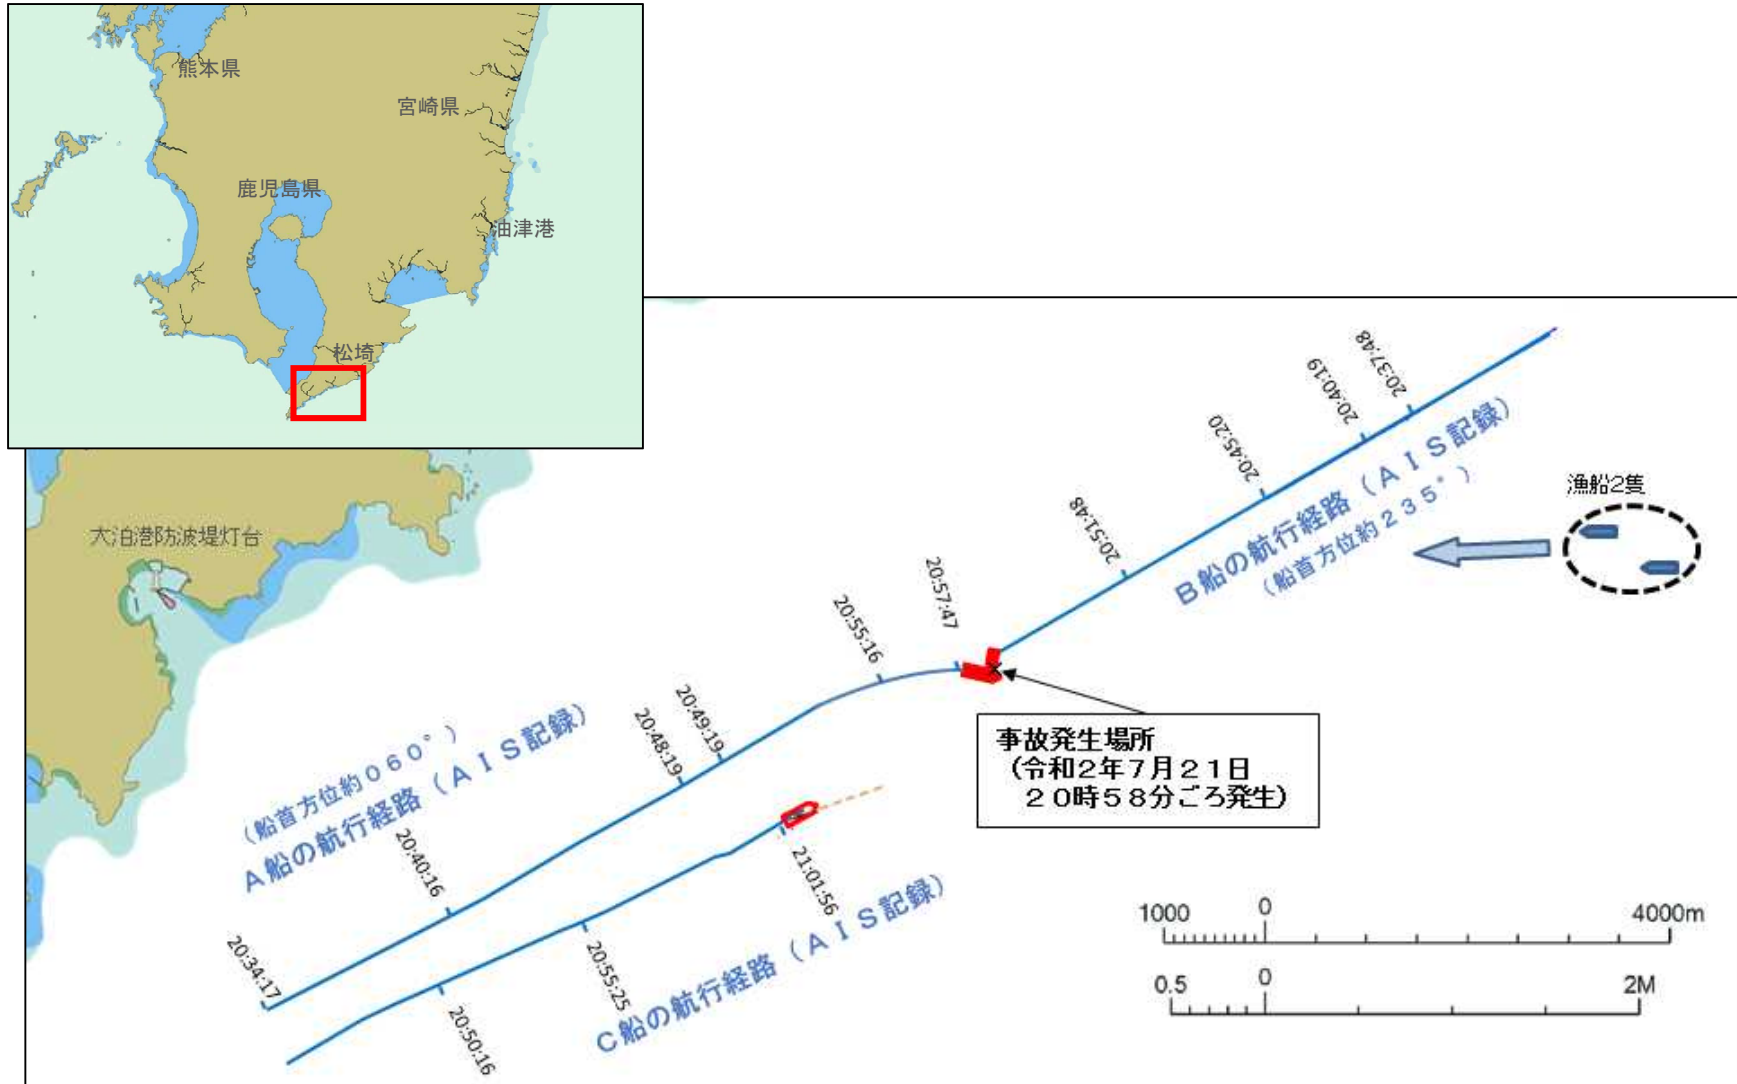 熊本県
宮崎県
鹿児島県
油津港
松埼
大泊港防波堤灯台
20:37:48
20:40:19
20:45:20
20:51:48
20:57:47
20:55:16
20:49:19
20:48:19
20:40:16
20:34:17
B船の航行経路（AIS記録）
（船首方位約235°）
漁船2隻
（船首方位約060°）
A船の航行経路（AIS記録）
事故発生場所
（令和2年7月21日
20時58分ごろ発生）
21:01:56
20:55:25
20:50:16
C船の航行経路（AIS記録）
1000 0 4000m
0.5 0 2M